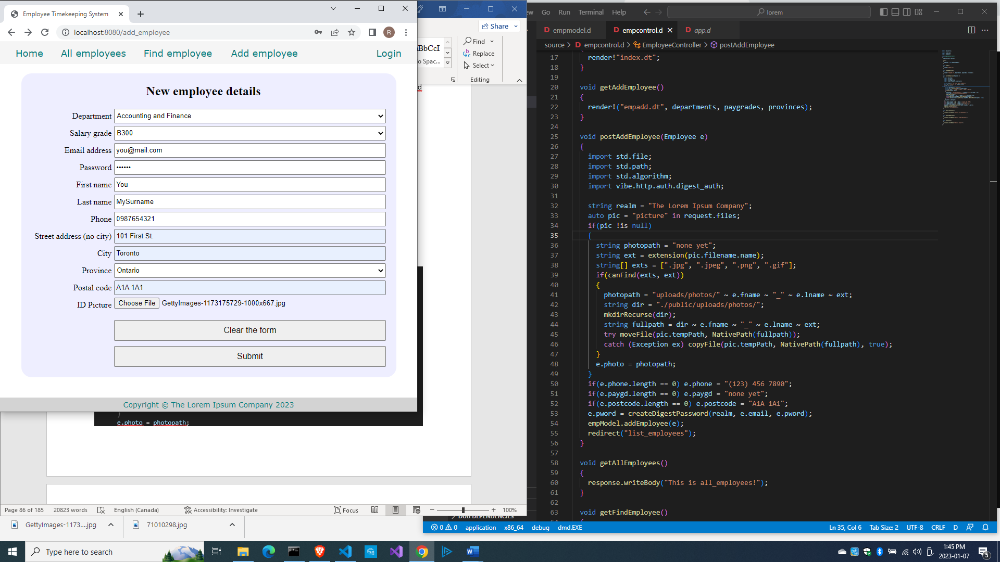 Employee Timekeeping System
localhost:8080/add_employee
Home All employees Find employee Add employee Login
New employee details
Department Accounting and Finance
Salary grade B300
Email address you@mail.com
Password ••••••
First name You
Last name MySurname
Phone 0987654321
Street address (no city) 101 First St.
City Toronto
Province Ontario
Postal code A1A 1A1
ID Picture Choose File GettyImages-1173175729-1000x667.jpg
Clear the form
Submit
Copyright © The Lorem Ipsum Company 2023
Share
Find
Replace
Select
Editing
}
e.photo = photopath;
Page 86 of 185 20823 words English (Canada) Accessibility: Investigate Focus 100%
GettyImages-1173....jpg 71010298.jpg
Go Run Terminal Help lorem
empmodel.d empcontrol.d app.d
source > empcontrol.d > EmployeeController > postAddEmployee
17 render!"index.dt";
18 }
19
20 void getAddEmployee()
21 {
22 render!("empadd.dt", departments, paygrades, provinces);
23 }
24
25 void postAddEmployee(Employee e)
26 {
27 import std.file;
28 import std.path;
29 import std.algorithm;
30 import vibe.http.auth.digest_auth;
31
32 string realm = "The Lorem Ipsum Company";
33 auto pic = "picture" in request.files;
34 if(pic !is null)
35 {
36 string photopath = "none yet";
37 string ext = extension(pic.filename.name);
38 string[] exts = [".jpg", ".jpeg", ".png", ".gif"];
39 if(canFind(exts, ext))
40 {
41 photopath = "uploads/photos/" ~ e.fname ~ "_" ~ e.lname ~ ext;
42 string dir = "./public/uploads/photos/";
43 mkdirRecurse(dir);
44 string fullpath = dir ~ e.fname ~ "_" ~ e.lname ~ ext;
45 try moveFile(pic.tempPath, NativePath(fullpath));
46 catch (Exception ex) copyFile(pic.tempPath, NativePath(fullpath), true);
47 }
48 e.photo = photopath;
49 }
50 if(e.phone.length == 0) e.phone = "(123) 456 7890";
51 if(e.paygd.length == 0) e.paygd = "none yet";
52 if(e.postcode.length == 0) e.postcode = "A1A 1A1";
53 e.pword = createDigestPassword(realm, e.email, e.pword);
54 empModel.addEmployee(e);
55 redirect("list_employees");
56 }
57
58 void getAllEmployees()
59 {
60 response.writeBody("This is all_employees!");
61 }
62
63 void getFindEmployee()
DUB DEPENDENCIES
0 0 application x86_64 debug dmd.EXE Ln 35, Col 6 Tab Size: 2 UTF-8 CRLF D
Type here to search
1:45 PM
2023-01-07
5